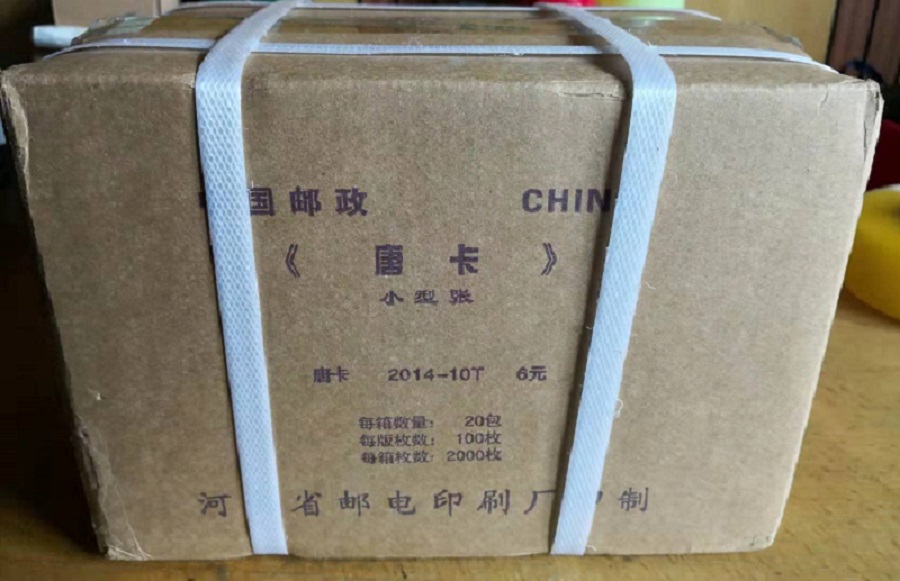 国邮政 CHIN
《唐卡》
小型张
唐卡 2014-10T 6元
每箱数量: 20包
每版枚数: 100枚
每箱枚数: 2000枚
河 省邮电印刷厂 制